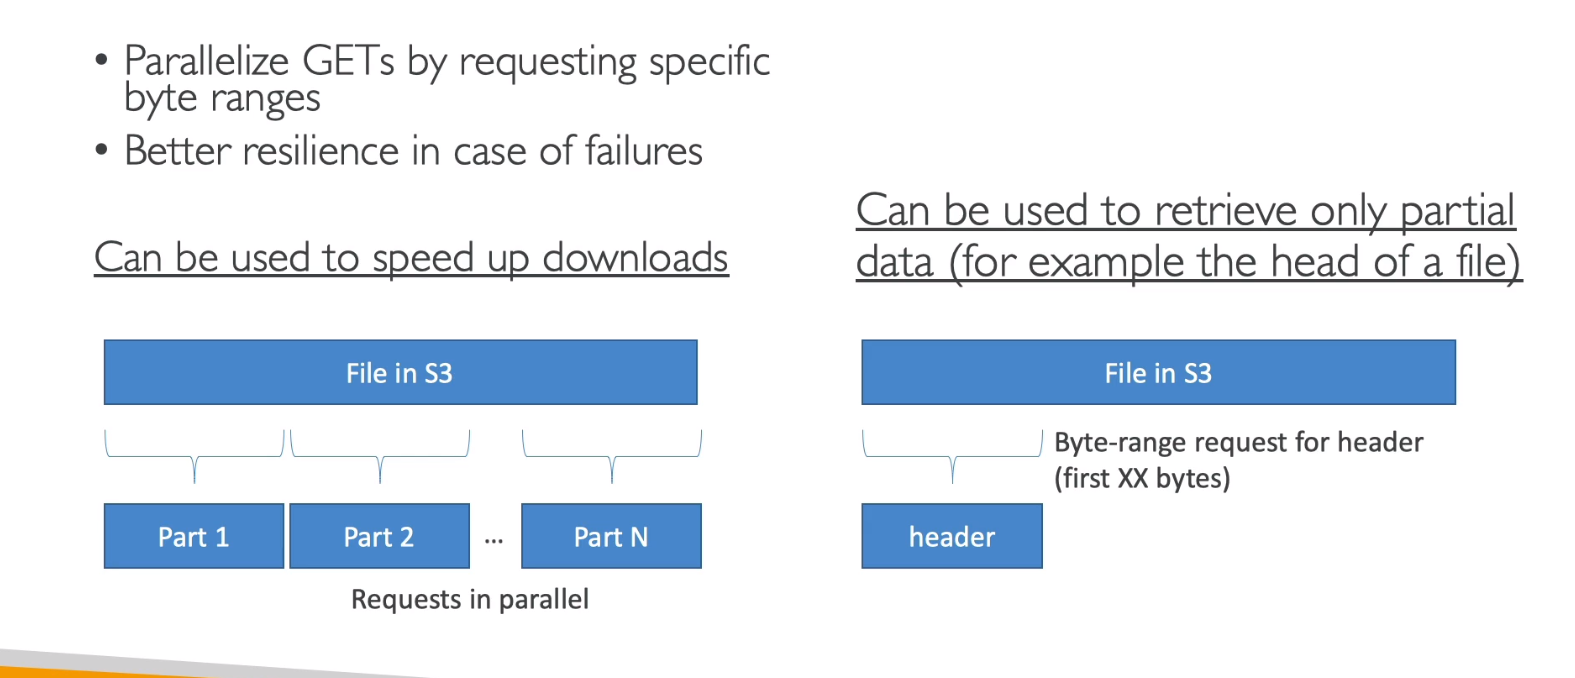 • Parallelize GETs by requesting specific
byte ranges
• Better resilience in case of failures
Can be used to speed up downloads
File in S3
Part 1
Part 2
...
Part N
Requests in parallel
Can be used to retrieve only partial
data (for example the head of a file)
File in S3
Byte-range request for header
(first XX bytes)
header